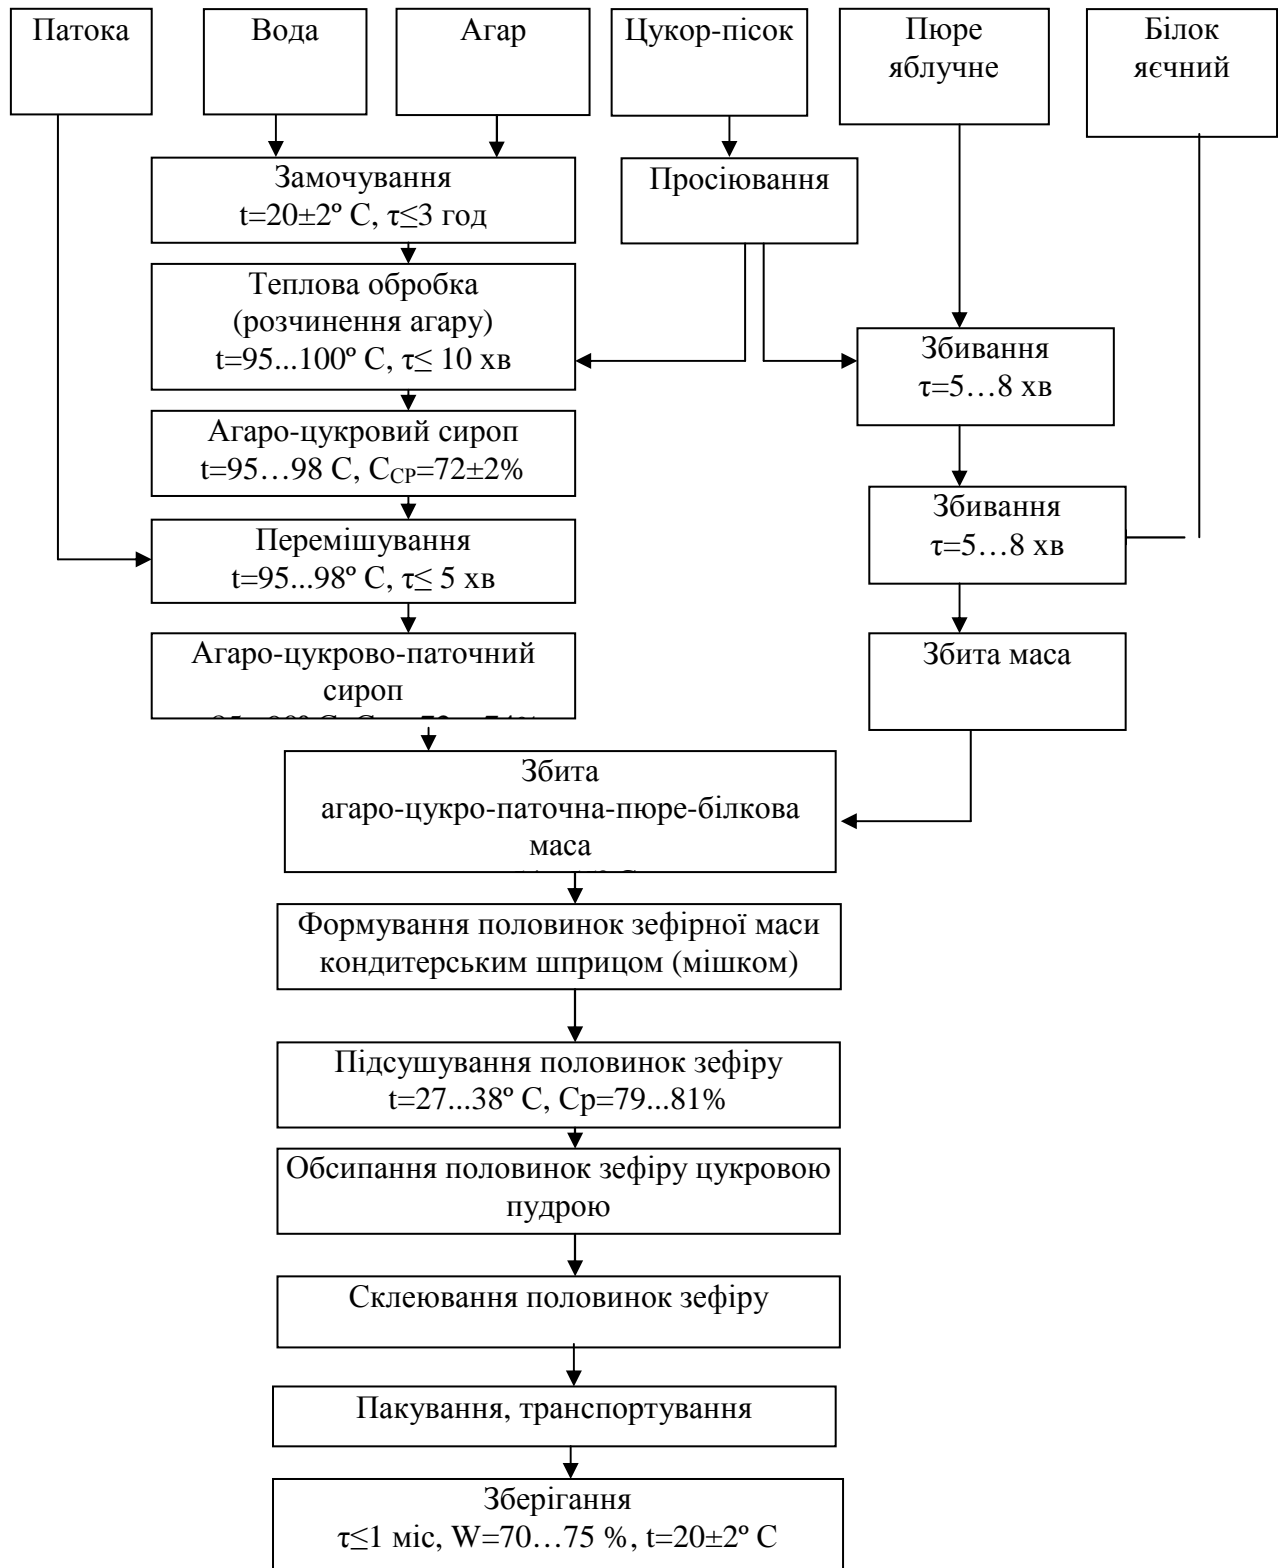 Патока
Вода
Агар
Цукор-пісок
Пюре
яблучне
Білок
яєчний
Замочування
t=20±2º С, τ≤3 год
Просіювання
Теплова обробка
(розчинення агару)
t=95...100º С, τ≤ 10 хв
Збивання
τ=5…8 хв
Агаро-цукровий сироп
t=95…98 С, ССР=72±2%
Збивання
τ=5…8 хв
Перемішування
t=95...98º С, τ≤ 5 хв
Агаро-цукрово-паточний
сироп
Збита маса
Збита
агаро-цукро-паточна-пюре-білкова
маса
Формування половинок зефірної маси
кондитерським шприцом (мішком)
Підсушування половинок зефіру
t=27...38º С, Ср=79...81%
Обсипання половинок зефіру цукровою
пудрою
Склеювання половинок зефіру
Пакування, транспортування
Зберігання
τ≤1 міс, W=70…75 %, t=20±2º С